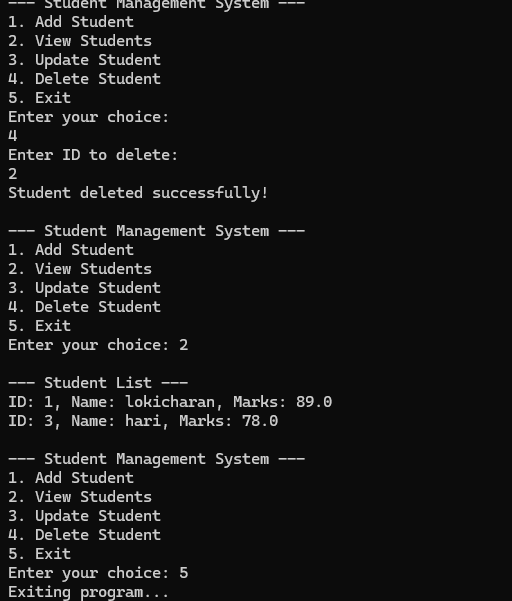 --- Student Management System ---
1. Add Student
2. View Students
3. Update Student
4. Delete Student
5. Exit
Enter your choice:
4
Enter ID to delete:
2
Student deleted successfully!

--- Student Management System ---
1. Add Student
2. View Students
3. Update Student
4. Delete Student
5. Exit
Enter your choice: 2

--- Student List ---
ID: 1, Name: lokicharan, Marks: 89.0
ID: 3, Name: hari, Marks: 78.0

--- Student Management System ---
1. Add Student
2. View Students
3. Update Student
4. Delete Student
5. Exit
Enter your choice: 5
Exiting program...